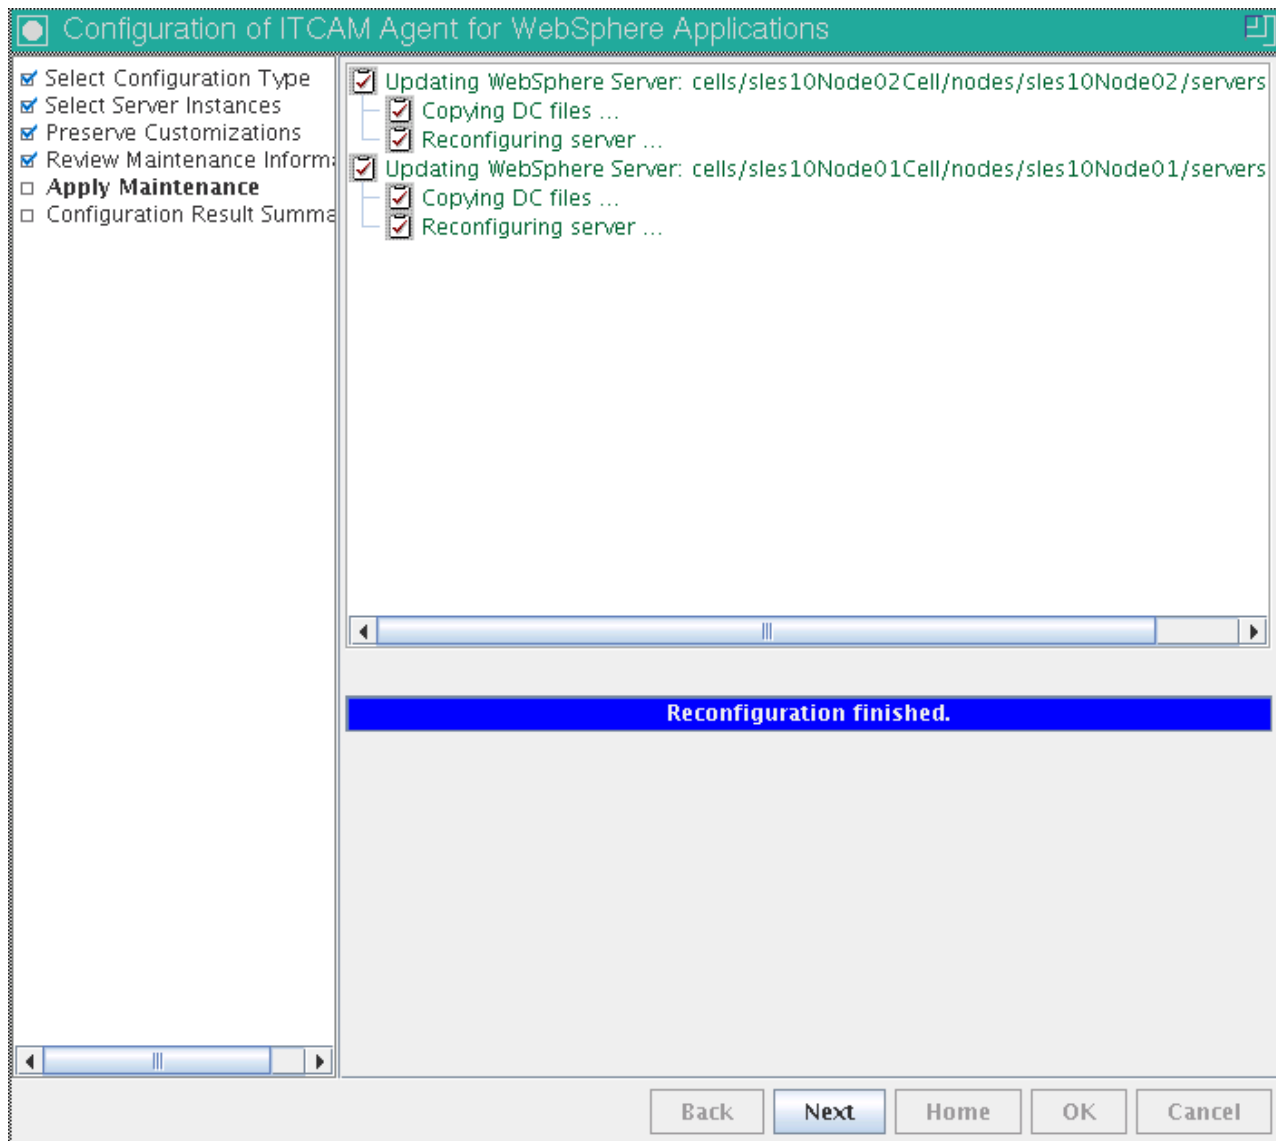 Configuration of ITCAM Agent for WebSphere Applications
Select Configuration Type
Select Server Instances
Preserve Customizations
Review Maintenance Informa
Apply Maintenance
Configuration Result Summa
Updating WebSphere Server: cells/sles10Node02Cell/nodes/sles10Node02/servers
Copying DC files ...
Reconfiguring server ...
Updating WebSphere Server: cells/sles10Node01Cell/nodes/sles10Node01/servers
Copying DC files ...
Reconfiguring server ...
Reconfiguration finished.
Back Next Home OK Cancel